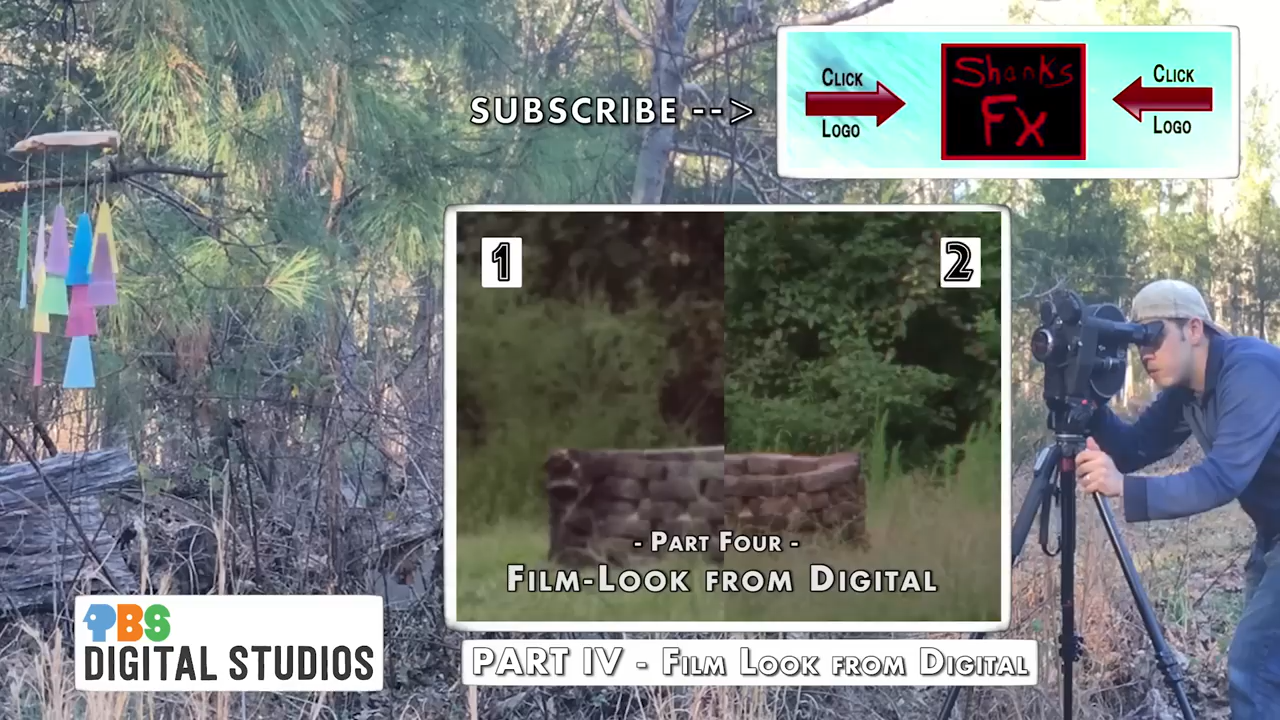 SUBSCRIBE -->
CLICK
LOGO
Shanks
FX
CLICK
LOGO
1
2
- PART FOUR -
FILM-LOOK FROM DIGITAL
PBS
DIGITAL STUDIOS
PART IV - FILM LOOK FROM DIGITAL